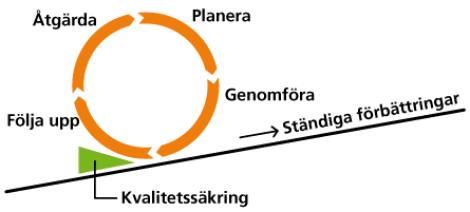 Åtgärda
Planera
Genomföra
Följa upp
Ständiga förbättringar
Kvalitetssäkring